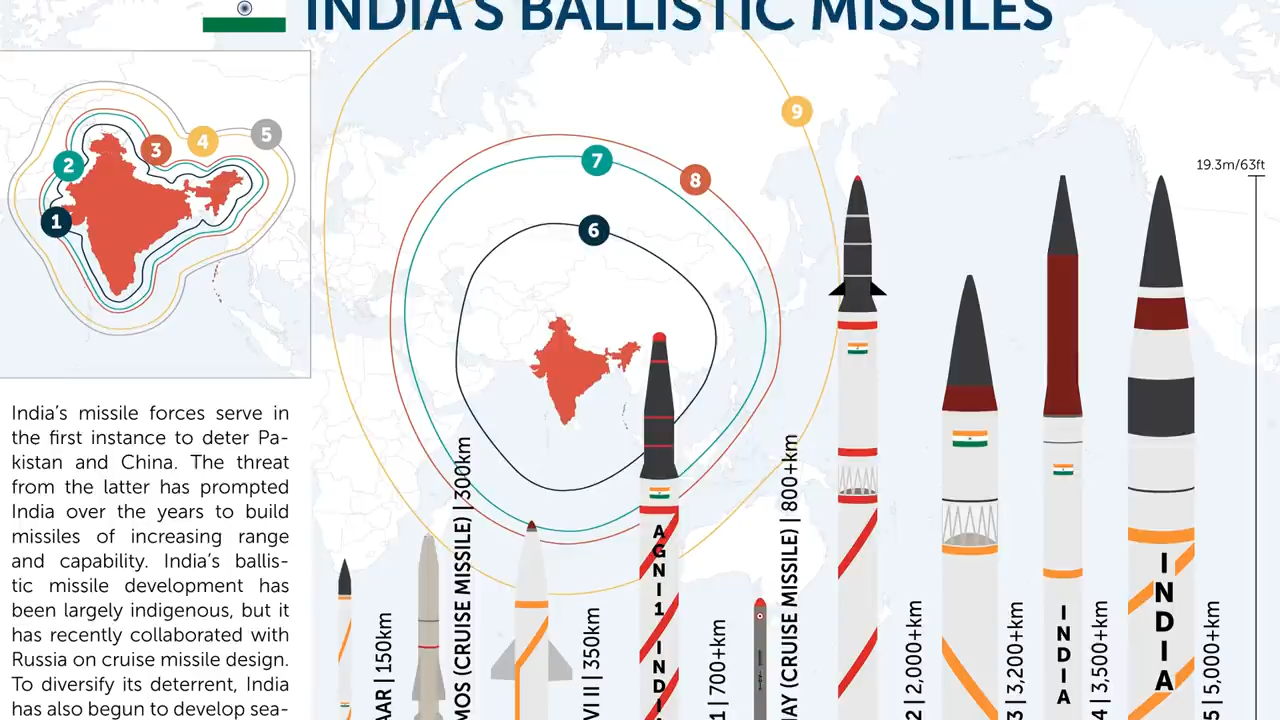 INDIA'S BALLISTIC MISSILES
1
2
3
4
5
6
7
8
9
19.3m/63ft
India's missile forces serve in
the first instance to deter Pa-
kistan and China. The threat
from the latter has prompted
India over the years to build
missiles of increasing range
and capability. India's ballis-
tic missile development has
been largely indigenous, but it
has recently collaborated with
Russia on cruise missile design.
To diversify its deterrent, India
has also begun to develop sea-
AAR | 150km
MOS (CRUISE MISSILE) | 300km
VI II | 350km
AGNI1 INDI
1 | 700+km
HAY (CRUISE MISSILE) | 800+km
2 | 2,000+km
3 | 3,200+km
INDIA
4 | 3,500+km
INDIA
5 | 5,000+km